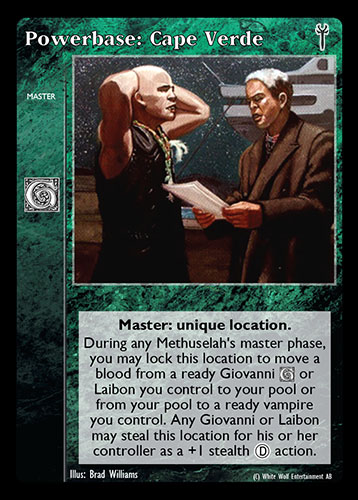 Powerbase: Cape Verde
MASTER
Master: unique location.
During any Methuselah's master phase,
you may lock this location to move a
blood from a ready Giovanni or
Laibon you control to your pool or
from your pool to a ready vampire
you control. Any Giovanni or Laibon
may steal this location for his or her
controller as a +1 stealth D action.
Illus: Brad Williams
(C) White Wolf Entertainment AB